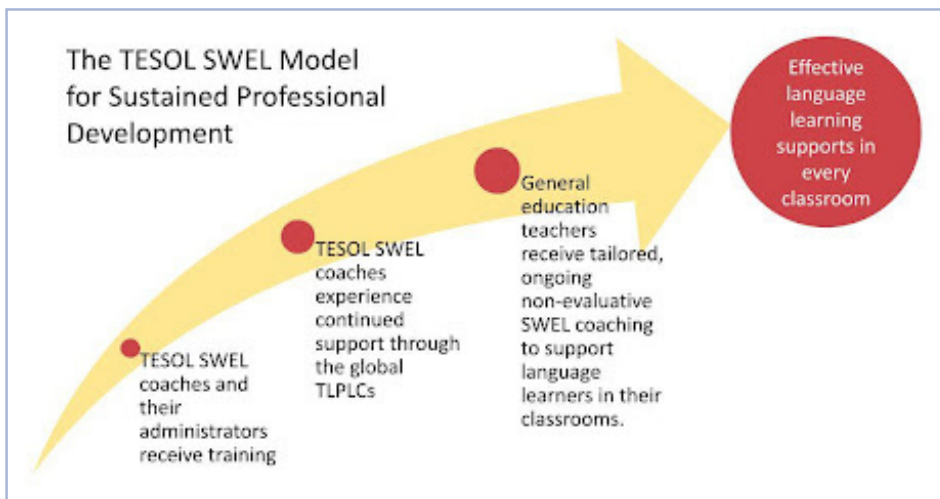 The TESOL SWEL Model
for Sustained Professional
Development
TESOL SWEL
coaches and
their
administrators
receive training
TESOL SWEL
coaches
experience
continued
support through
the global
TLPLCs
General
education
teachers
receive tailored,
ongoing
non-evaluative
SWEL coaching
to support
language
learners in their
classrooms.
Effective
language
learning
supports in
every
classroom